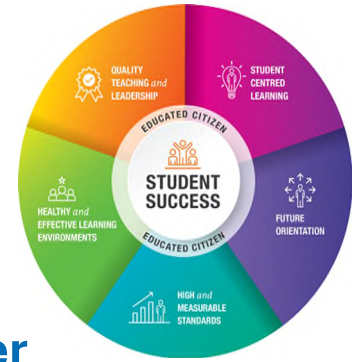 QUALITY
TEACHING and
LEADERSHIP
STUDENT
CENTRED
LEARNING
EDUCATED CITIZEN
STUDENT
SUCCESS
HEALTHY and
EFFECTIVE LEARNING
ENVIRONMENTS
FUTURE
ORIENTATION
EDUCATED CITIZEN
HIGH and
MEASURABLE
STANDARDS
er